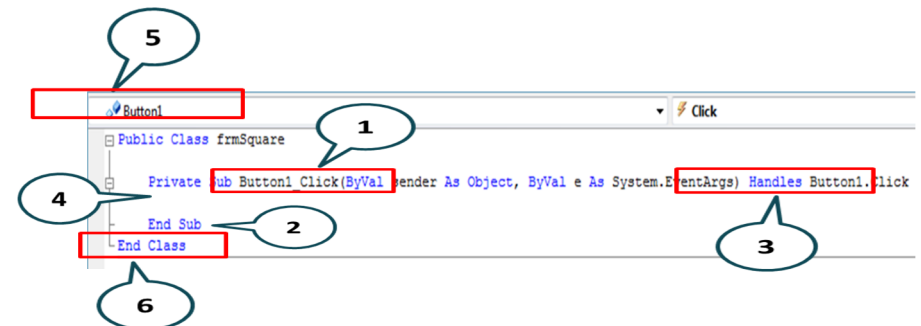 5
Button1 Click
1
Public Class frmSquare
Private Sub Button1_Click(ByVal sender As Object, ByVal e As System.EventArgs) Handles Button1.Click
4
End Sub
2
3
End Class
6